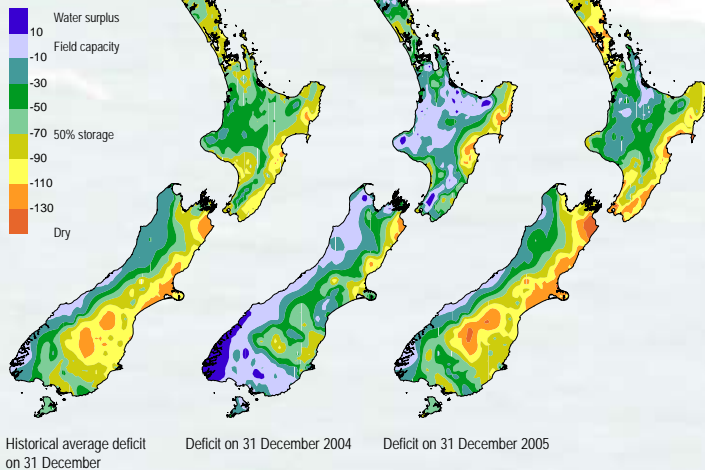 Water surplus
10
Field capacity
-10
-30
-50
-70
50% storage
-90
-110
-130
Dry
Historical average deficit
on 31 December
Deficit on 31 December 2004
Deficit on 31 December 2005